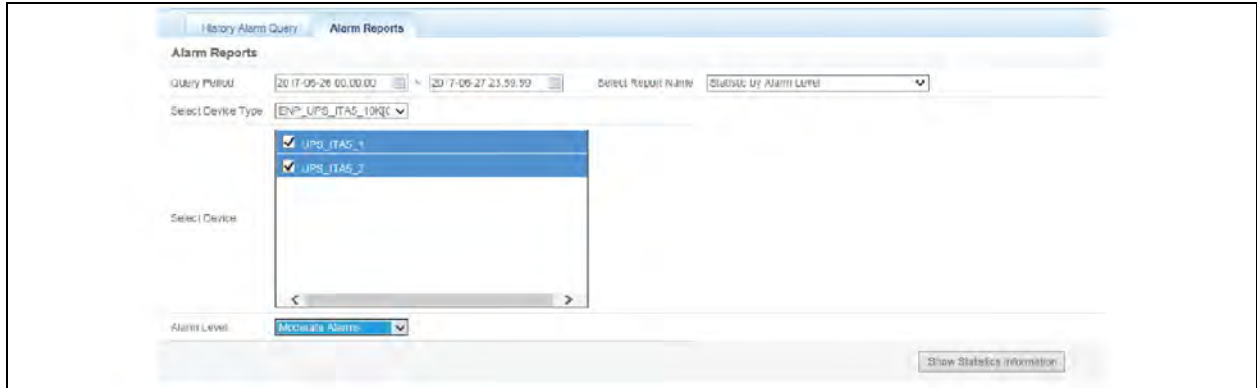 History Alarm Query Alarm Reports
Alarm Reports
Query Period 2017-06-26 00:00:00 ~ 2017-06-27 23:59:59 Select Report Name Statistic by Alarm Level
Select Device Type ENP_UPS_ITA5_10K
UPS_ITA5_1
UPS_ITA5_2
Select Device
Alarm Level Moderate Alarms
Show Statistics Information